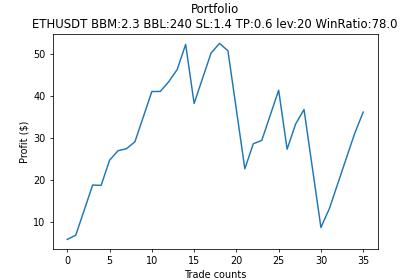 Portfolio
ETHUSDT BBM:2.3 BBL:240 SL:1.4 TP:0.6 lev:20 WinRatio:78.0
50
40
30
20
10
Profit ($)
0 5 10 15 20 25 30 35
Trade counts